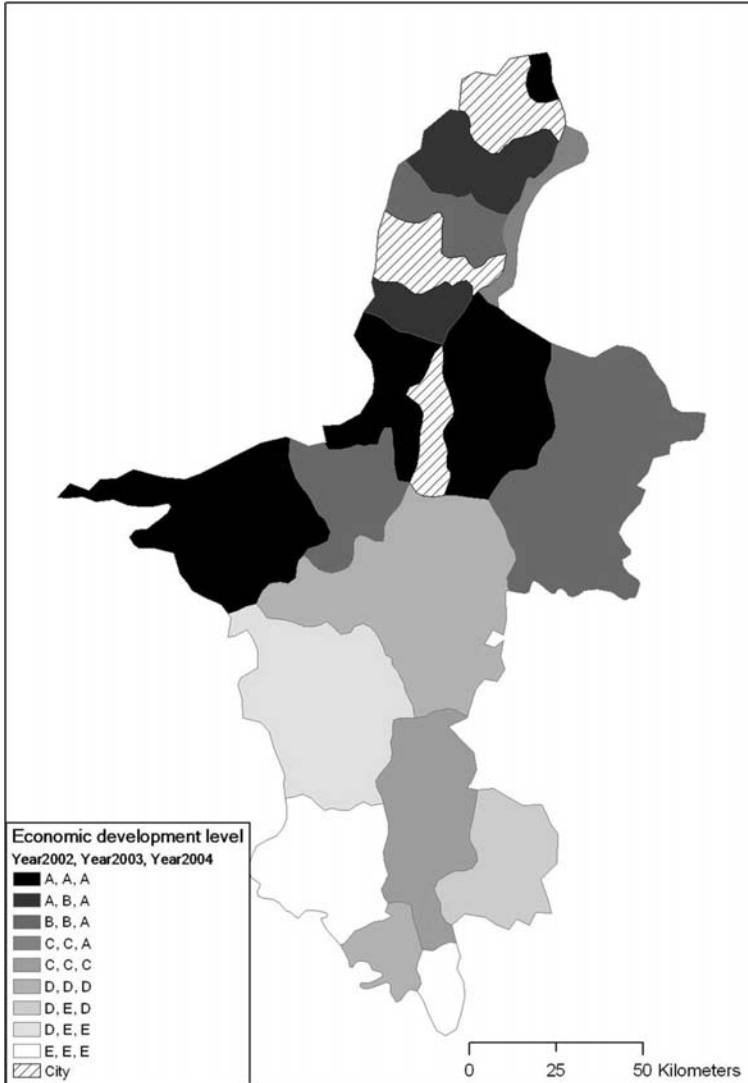 Economic development level
Year2002, Year2003, Year2004
A, A, A
A, B, A
B, B, A
C, C, A
C, C, C
D, D, D
D, E, D
D, E, E
E, E, E
City
0 25 50 Kilometers